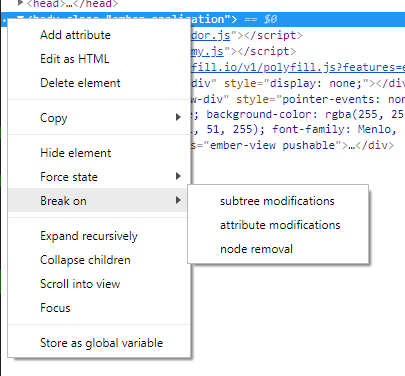 <head>…</head>
<body class="ember-application"> == $0
Add attribute
Edit as HTML
Delete element
Copy
Hide element
Force state
Break on
Expand recursively
Collapse children
Scroll into view
Focus
Store as global variable
subtree modifications
attribute modifications
node removal
dor.js"></script>
my.js"></script>
fill.io/v1/polyfill.js?features=
div" style="display: none;"></div>
w-div" style="pointer-events: non
e; background-color: rgba(255, 25
1, 51, 255); font-family: Menlo,
s="ember-view pushable">…</div>